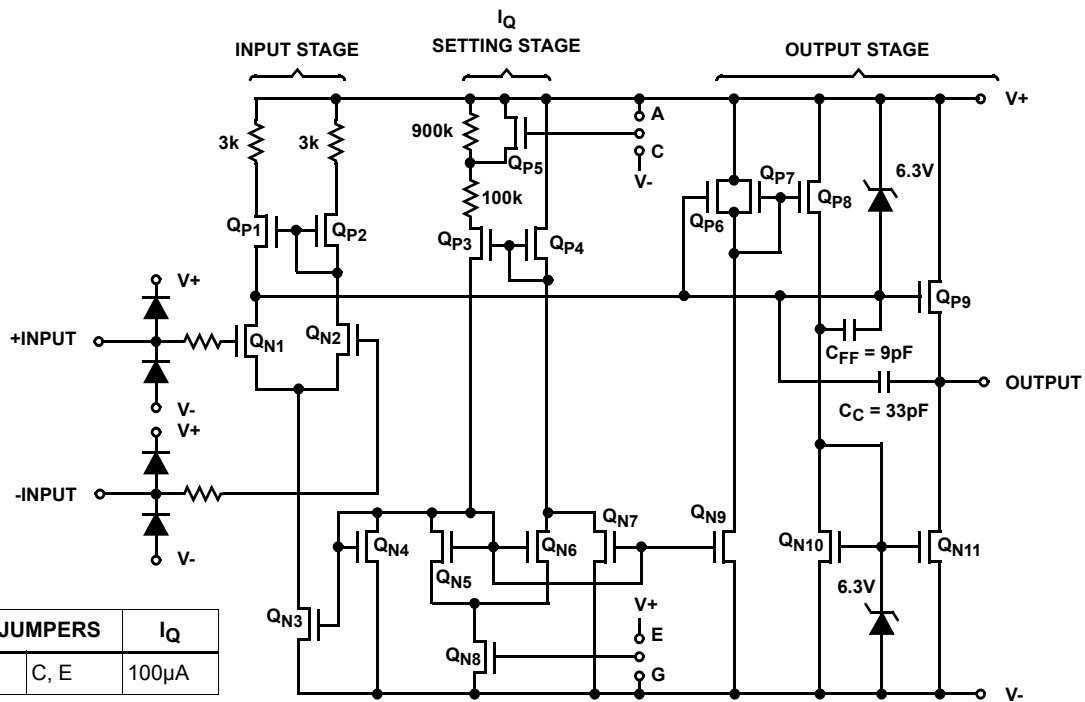 IQ
INPUT STAGE
SETTING STAGE
OUTPUT STAGE
V+
900k
A
3k
3k
C
QP5
V-
6.3V
QP7
100k
QP8
QP6
QP1
QP2
QP3
QP4
QP9
V+
+INPUT
QN1
QN2
CFF = 9pF
OUTPUT
V-
CC = 33pF
V+
-INPUT
QN7
QN9
QN4
QN6
QN10
QN11
V-
QN5
6.3V
V+
QN3
E
JUMPERS
IQ
QN8
G
C, E
100µA
V-